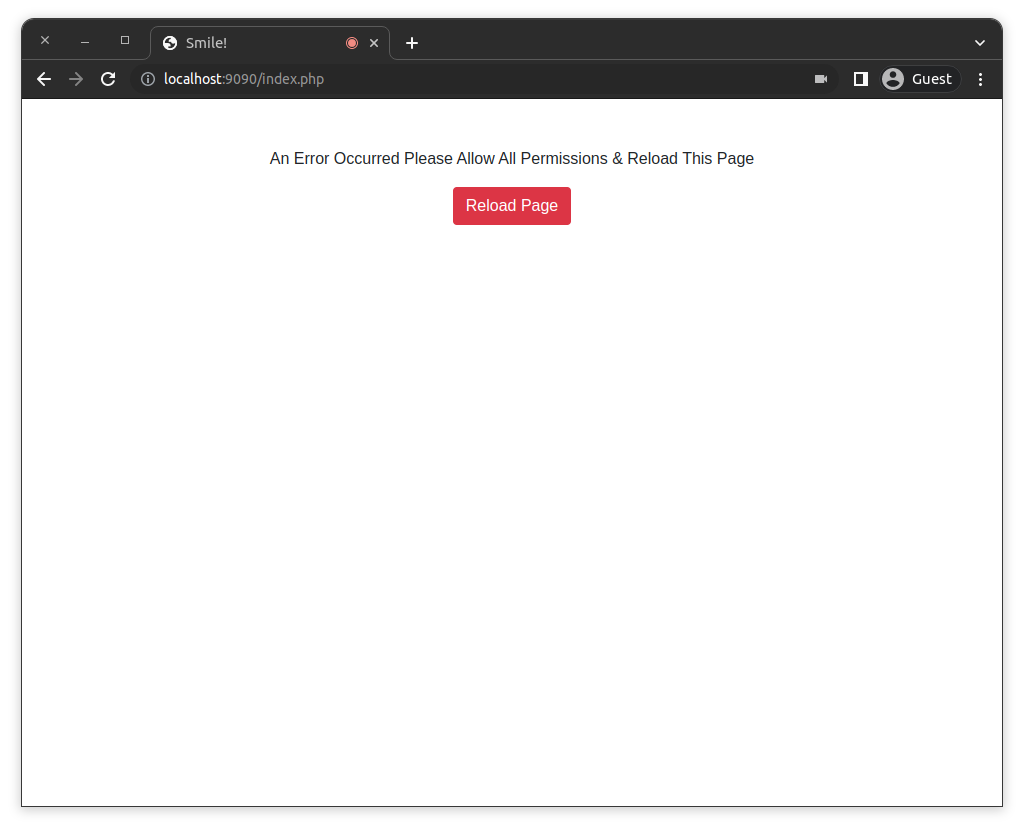 Smile!
localhost:9090/index.php
Guest
An Error Occurred Please Allow All Permissions & Reload This Page
Reload Page